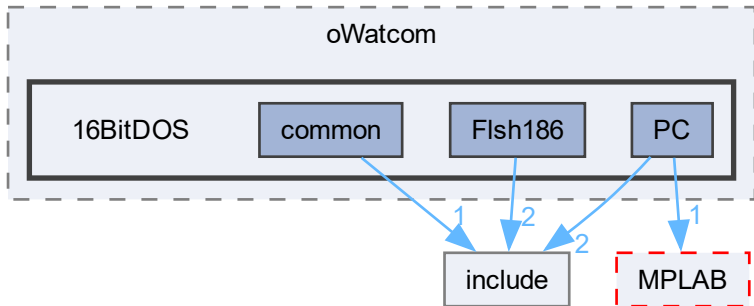 oWatcom
16BitDOS
common
Flsh186
PC
1
2
2
1
include
MPLAB